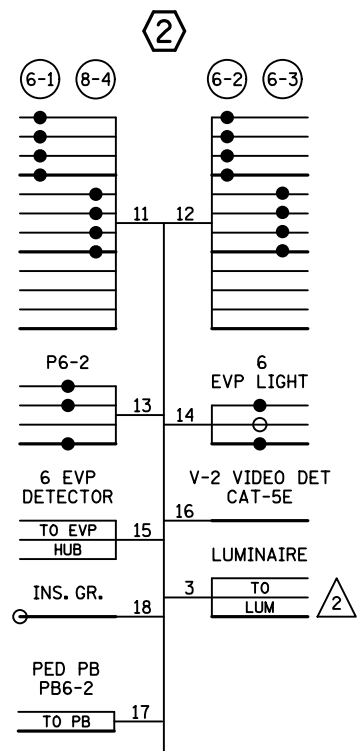 2
6-1 8-4 6-2 6-3
11 12
P6-2
6
EVP LIGHT
13 14
6 EVP
DETECTOR
V-2 VIDEO DET
CAT-5E
16
TO EVP
HUB
15
LUMINAIRE
INS. GR.
18
3
TO
LUM
2
PED PB
PB6-2
TO PB
17